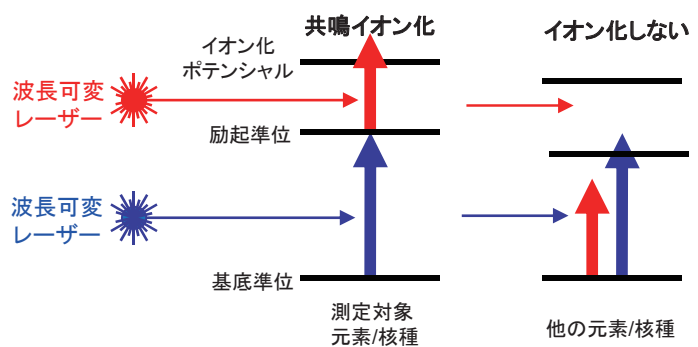 共鳴イオン化
イオン化しない
イオン化
ポテンシャル
波長可変
レーザー
励起準位
波長可変
レーザー
基底準位
測定対象
元素/核種
他の元素/核種